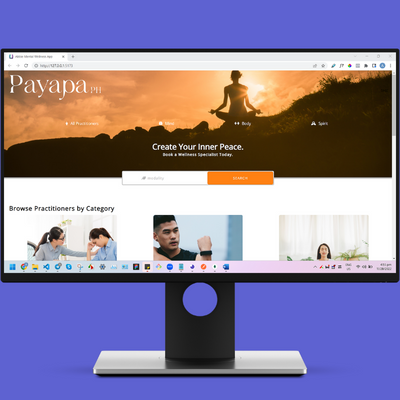 Payapa PH
All Practitioners
Mind
Body
Spirit
Create Your Inner Peace.
Book a Wellness Specialist Today.
SEARCH
Browse Practitioners by Category